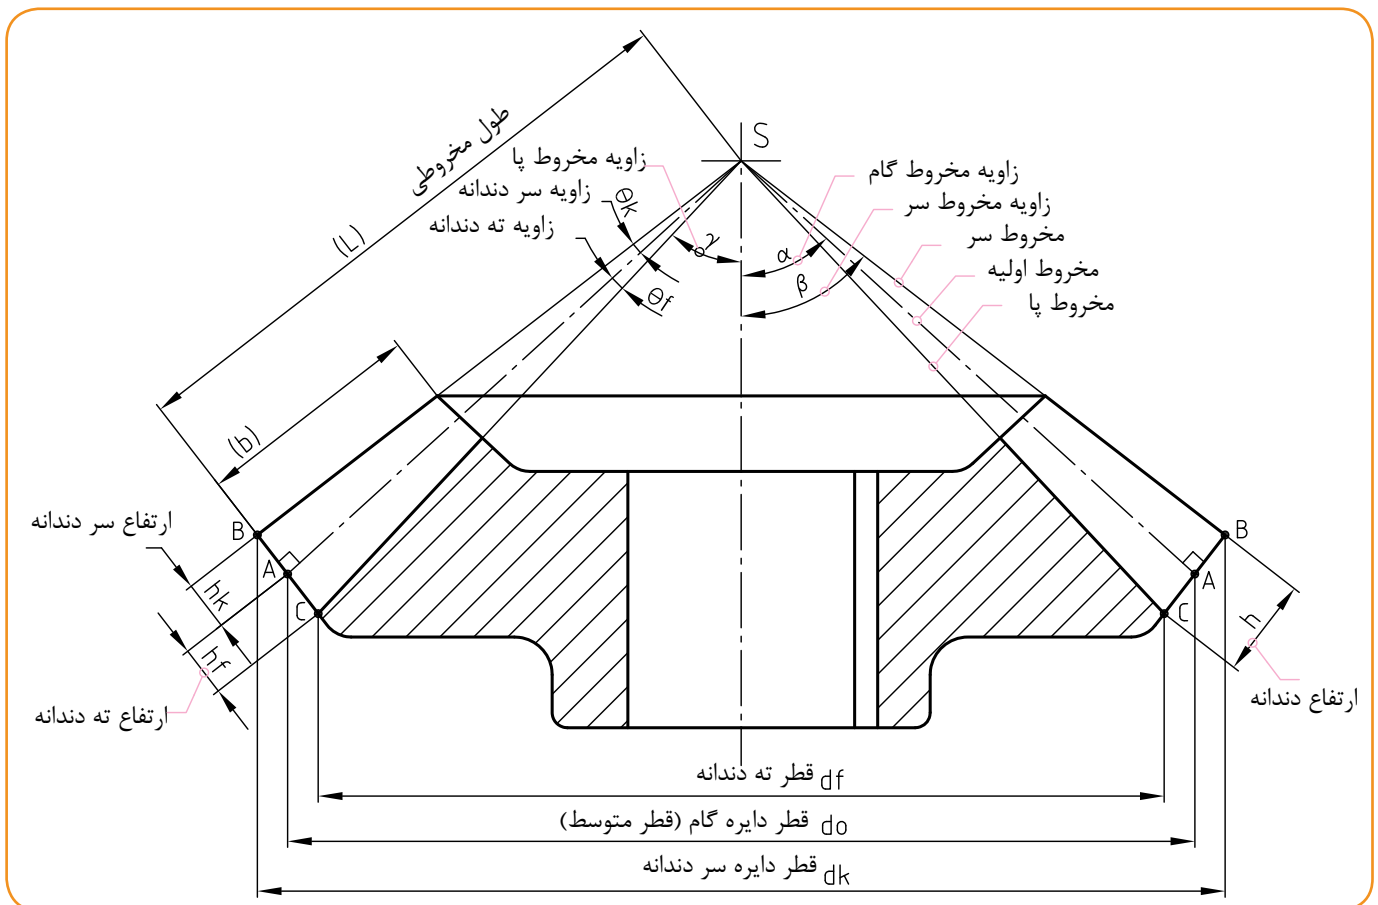 S
طول مخروطی
(L)
زاویه مخروط پا
زاویه سر دندانه
زاویه ته دندانه
زاویه مخروط گام
زاویه مخروط سر
مخروط سر
مخروط اولیه
مخروط پا
θk
θf
γ
α
β
(b)
ارتفاع سر دندانه
B
A
C
hk
hf
ارتفاع ته دندانه
B
A
C
h
ارتفاع دندانه
قطر ته دندانه df
قطر دایره گام (قطر متوسط) do
قطر دایره سر دندانه dk